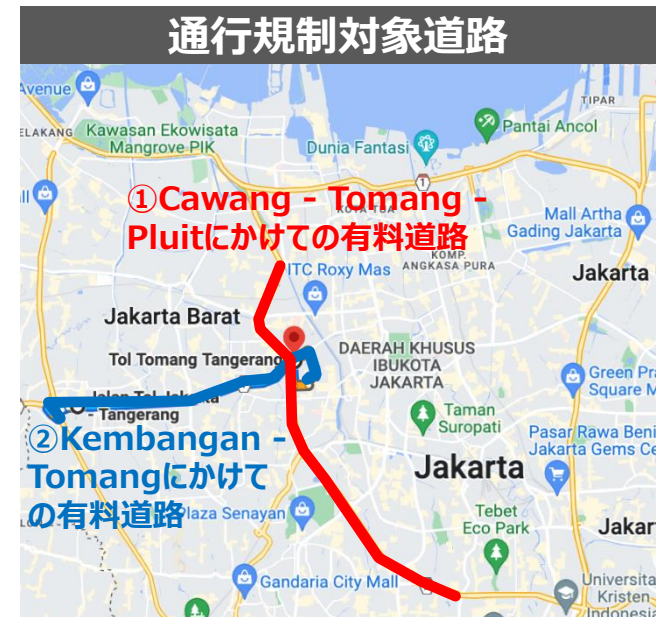 通行規制対象道路
Avenue
TIPAR
ELAKANG
Kawasan Ekowisata
Mangrove PIK
Pantai Ancol
Dunia Fantasi
1
①Cawang - Tomang -
Pluitにかけての有料道路
Mall Artha
Gading Jakarta
KOMP.
ANGKASA PURA
ITC Roxy Mas
Jakarta
Jakarta Barat
Tol Tomang Tangerang
DAERAH KHUSUS
IBUKOTA
JAKARTA
Green Pr
Square M
Jalan Tol Jakarta
- Tangerang
Taman
Suropati
②Kembangan -
Tomangにかけて
の有料道路
Pasar Rawa Beni
Jakarta Gems Ce
Jakarta
Plaza Senayan
Tebet
Eco Park
Jakar
Gandaria City Mall
Universita
Kristen
Indonesia